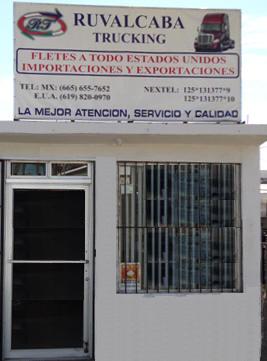 RT
RUVALCABA
TRUCKING
FLETES A TODO ESTADOS UNIDOS
IMPORTACIONES Y EXPORTACIONES
TEL: MX: (665) 655-7652
E.U.A. (619) 820-0970
NEXTEL: 125*131377*9
125*131377*10
LA MEJOR ATENCION, SERVICIO Y CALIDAD